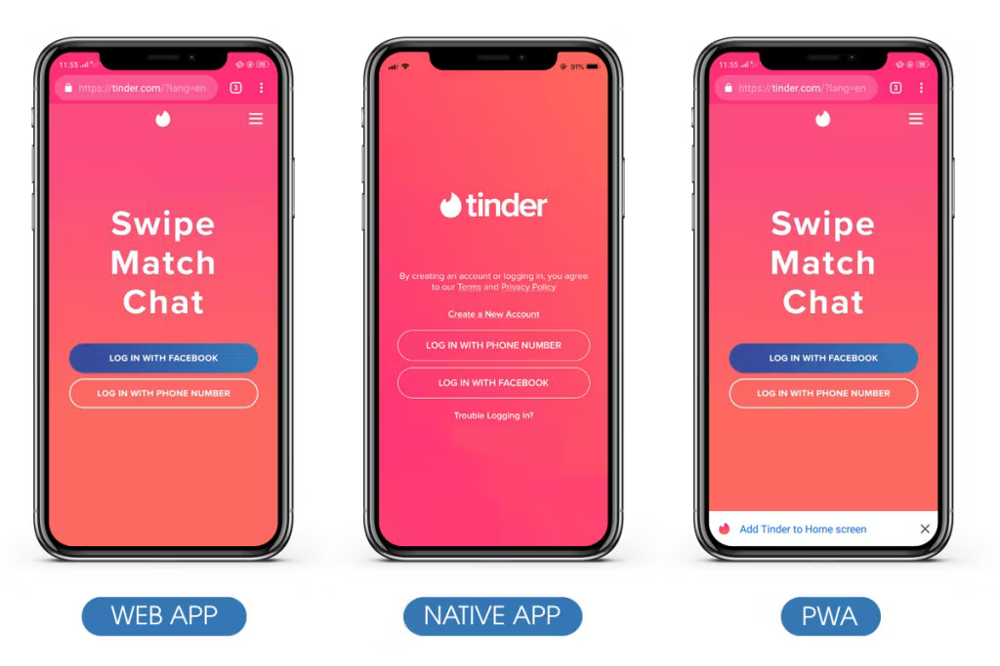 11:55
https://tinder.com/?lang=en
3
Swipe
Match
Chat
LOG IN WITH FACEBOOK
LOG IN WITH PHONE NUMBER
WEB APP
91%
tinder
By creating an account or logging in, you agree
to our Terms and Privacy Policy
Create a New Account
LOG IN WITH PHONE NUMBER
LOG IN WITH FACEBOOK
Trouble Logging In?
NATIVE APP
11:55
https://tinder.com/?lang=en
3
Swipe
Match
Chat
LOG IN WITH FACEBOOK
LOG IN WITH PHONE NUMBER
Add Tinder to Home screen
PWA